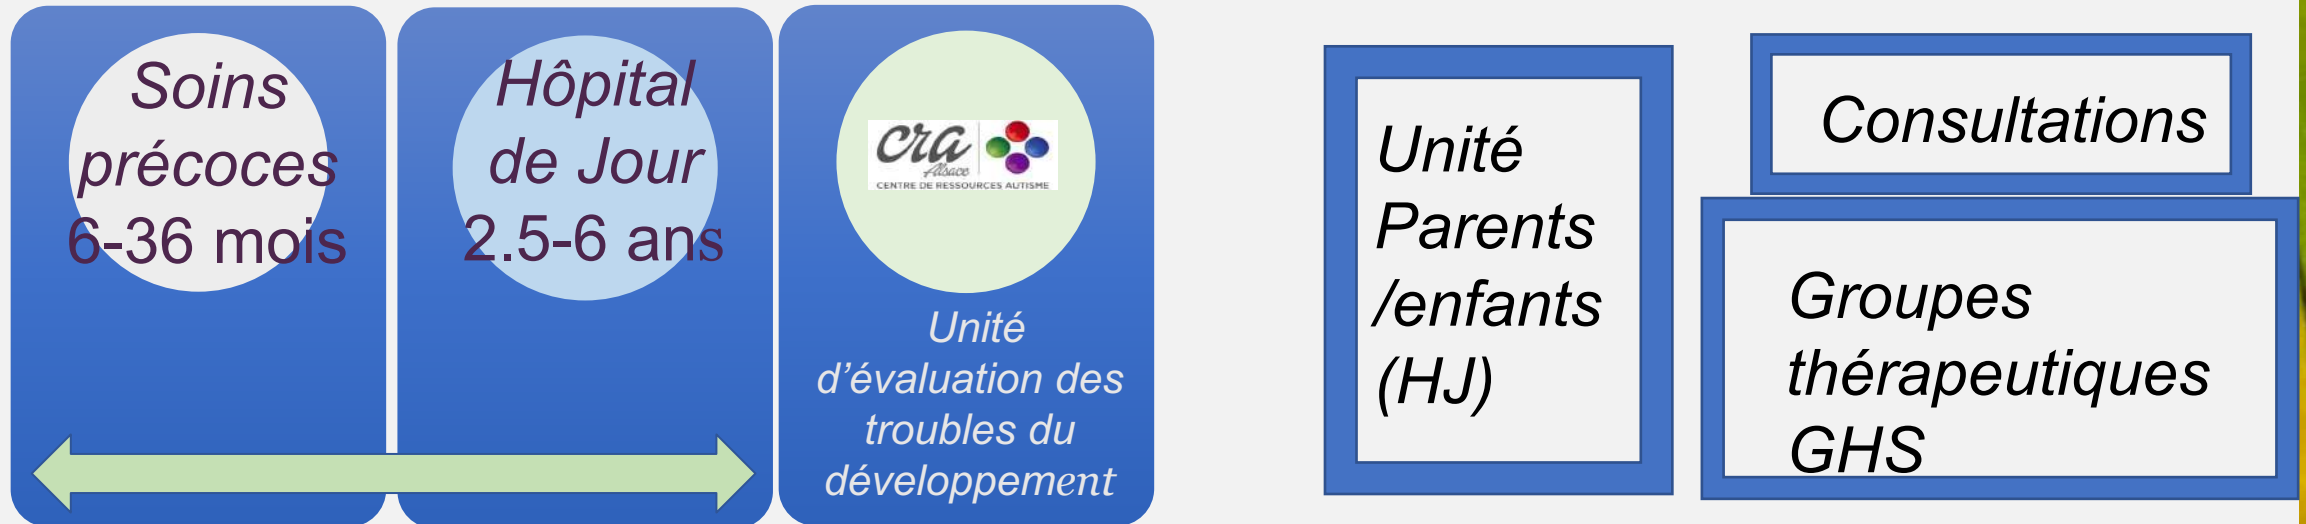 Soins
précoces
6-36 mois
Hôpital
de Jour
2.5-6 ans
cra
Alsace
CENTRE DE RESSOURCES AUTISME
Unité
d’évaluation des
troubles du
développement
Unité
Parents
/enfants
(HJ)
Consultations
Groupes
thérapeutiques
GHS